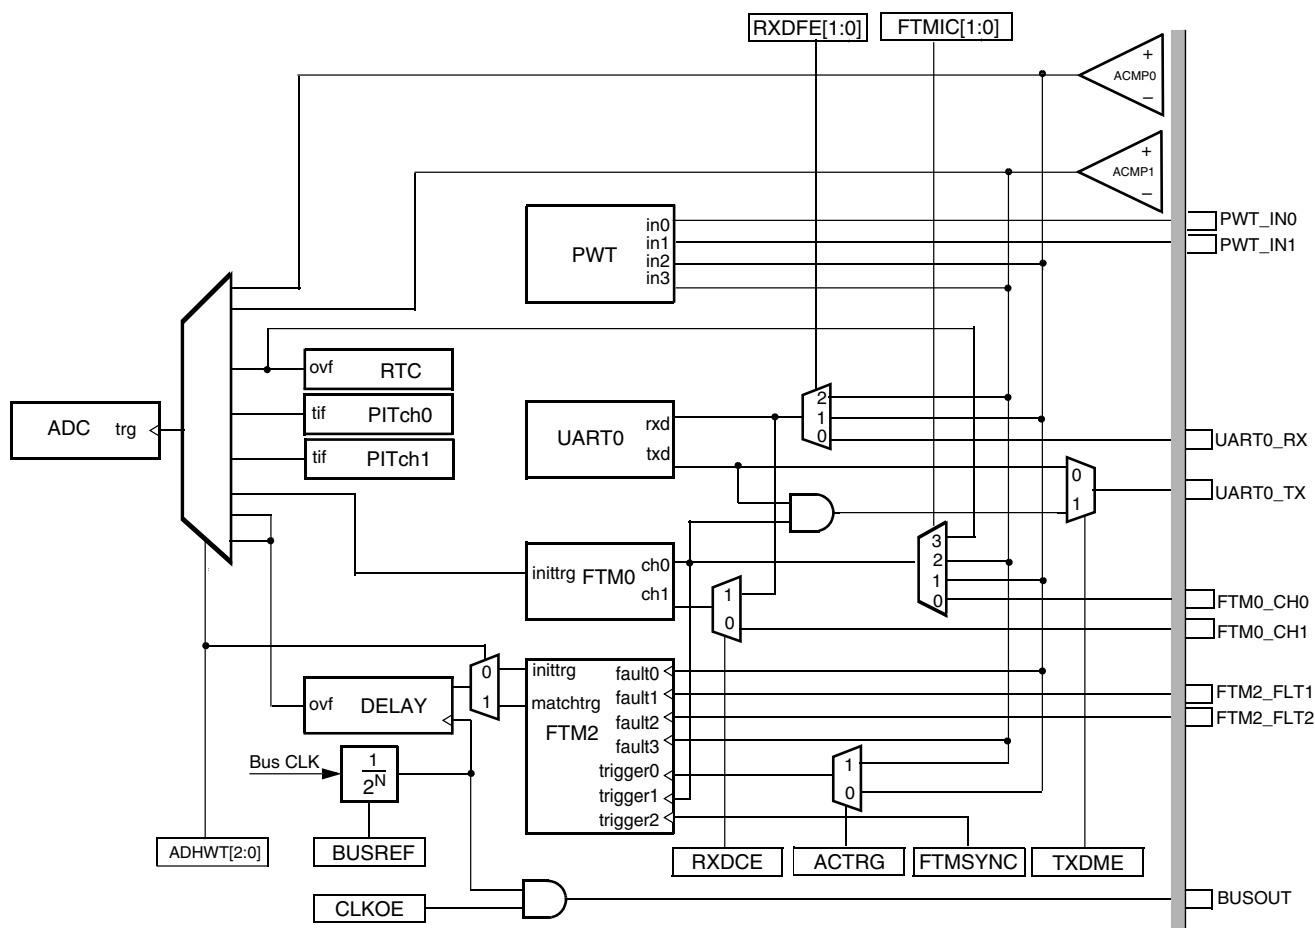 RXDFE[1:0]
FTMIC[1:0]
+
ACMP0
−
+
ACMP1
−
PWT
in0
in1
in2
in3
PWT_IN0
PWT_IN1
ovf RTC
tif PITch0
tif PITch1
ADC trg
UART0
rxd
txd
2
1
0
UART0_RX
0
1
UART0_TX
inittrg FTM0
ch0
ch1
3
2
1
0
1
0
FTM0_CH0
FTM0_CH1
0
1
inittrg
matchtrg
FTM2
fault0
fault1
fault2
fault3
trigger0
trigger1
trigger2
FTM2_FLT1
FTM2_FLT2
ovf DELAY
Bus CLK
1
2N
1
0
ADHWT[2:0]
BUSREF
RXDCE
ACTRG
FTMSYNC
TXDME
CLKOE
BUSOUT